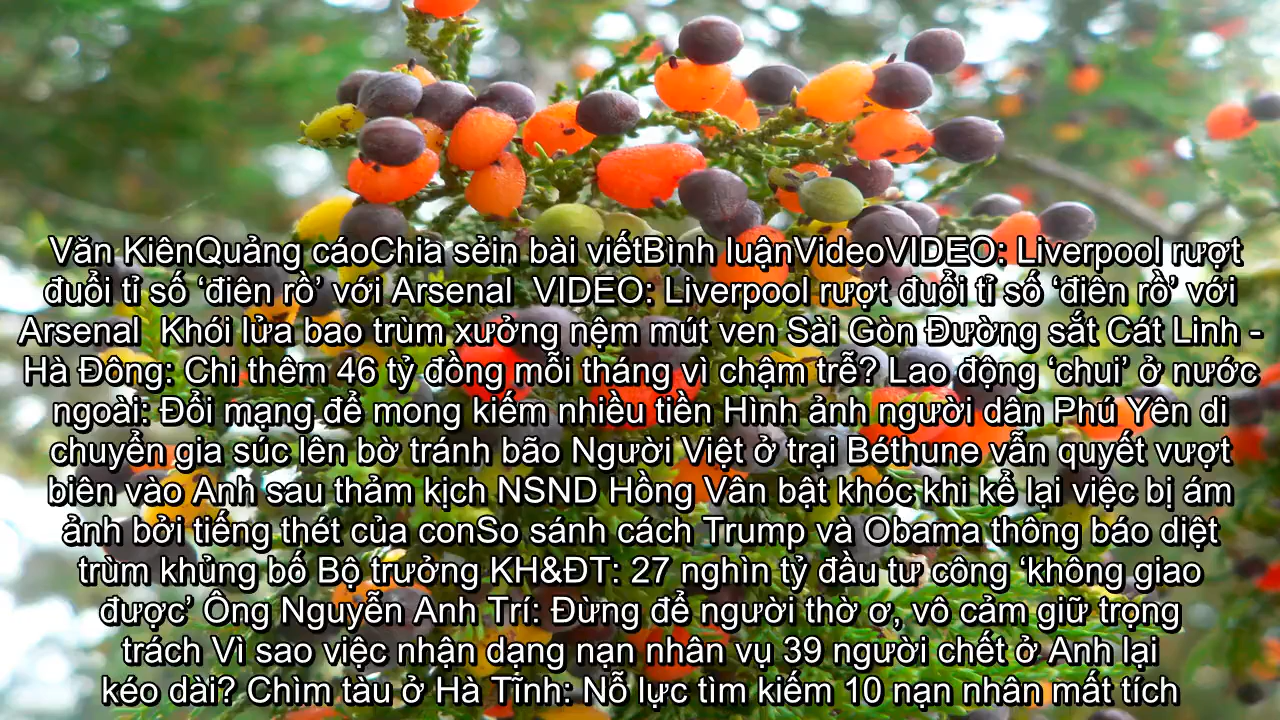 Văn KiênQuảng cáoChia sẻin bài viếtBình luậnVideoVIDEO: Liverpool rượt
đuổi tỉ số ‘điên rồ’ với Arsenal  VIDEO: Liverpool rượt đuổi tỉ số ‘điên rồ’ với
Arsenal  Khói lửa bao trùm xưởng nệm mút ven Sài Gòn Đường sắt Cát Linh -
Hà Đông: Chi thêm 46 tỷ đồng mỗi tháng vì chậm trễ? Lao động ‘chui’ ở nước
ngoài: Đổi mạng để mong kiếm nhiều tiền Hình ảnh người dân Phú Yên di
chuyển gia súc lên bờ tránh bão Người Việt ở trại Béthune vẫn quyết vượt
biên vào Anh sau thảm kịch NSND Hồng Vân bật khóc khi kể lại việc bị ám
ảnh bởi tiếng thét của conSo sánh cách Trump và Obama thông báo diệt
trùm khủng bố Bộ trưởng KH&ĐT: 27 nghìn tỷ đầu tư công ‘không giao
được’ Ông Nguyễn Anh Trí: Đừng để người thờ ơ, vô cảm giữ trọng
trách Vì sao việc nhận dạng nạn nhân vụ 39 người chết ở Anh lại
kéo dài? Chìm tàu ở Hà Tĩnh: Nỗ lực tìm kiếm 10 nạn nhân mất tích